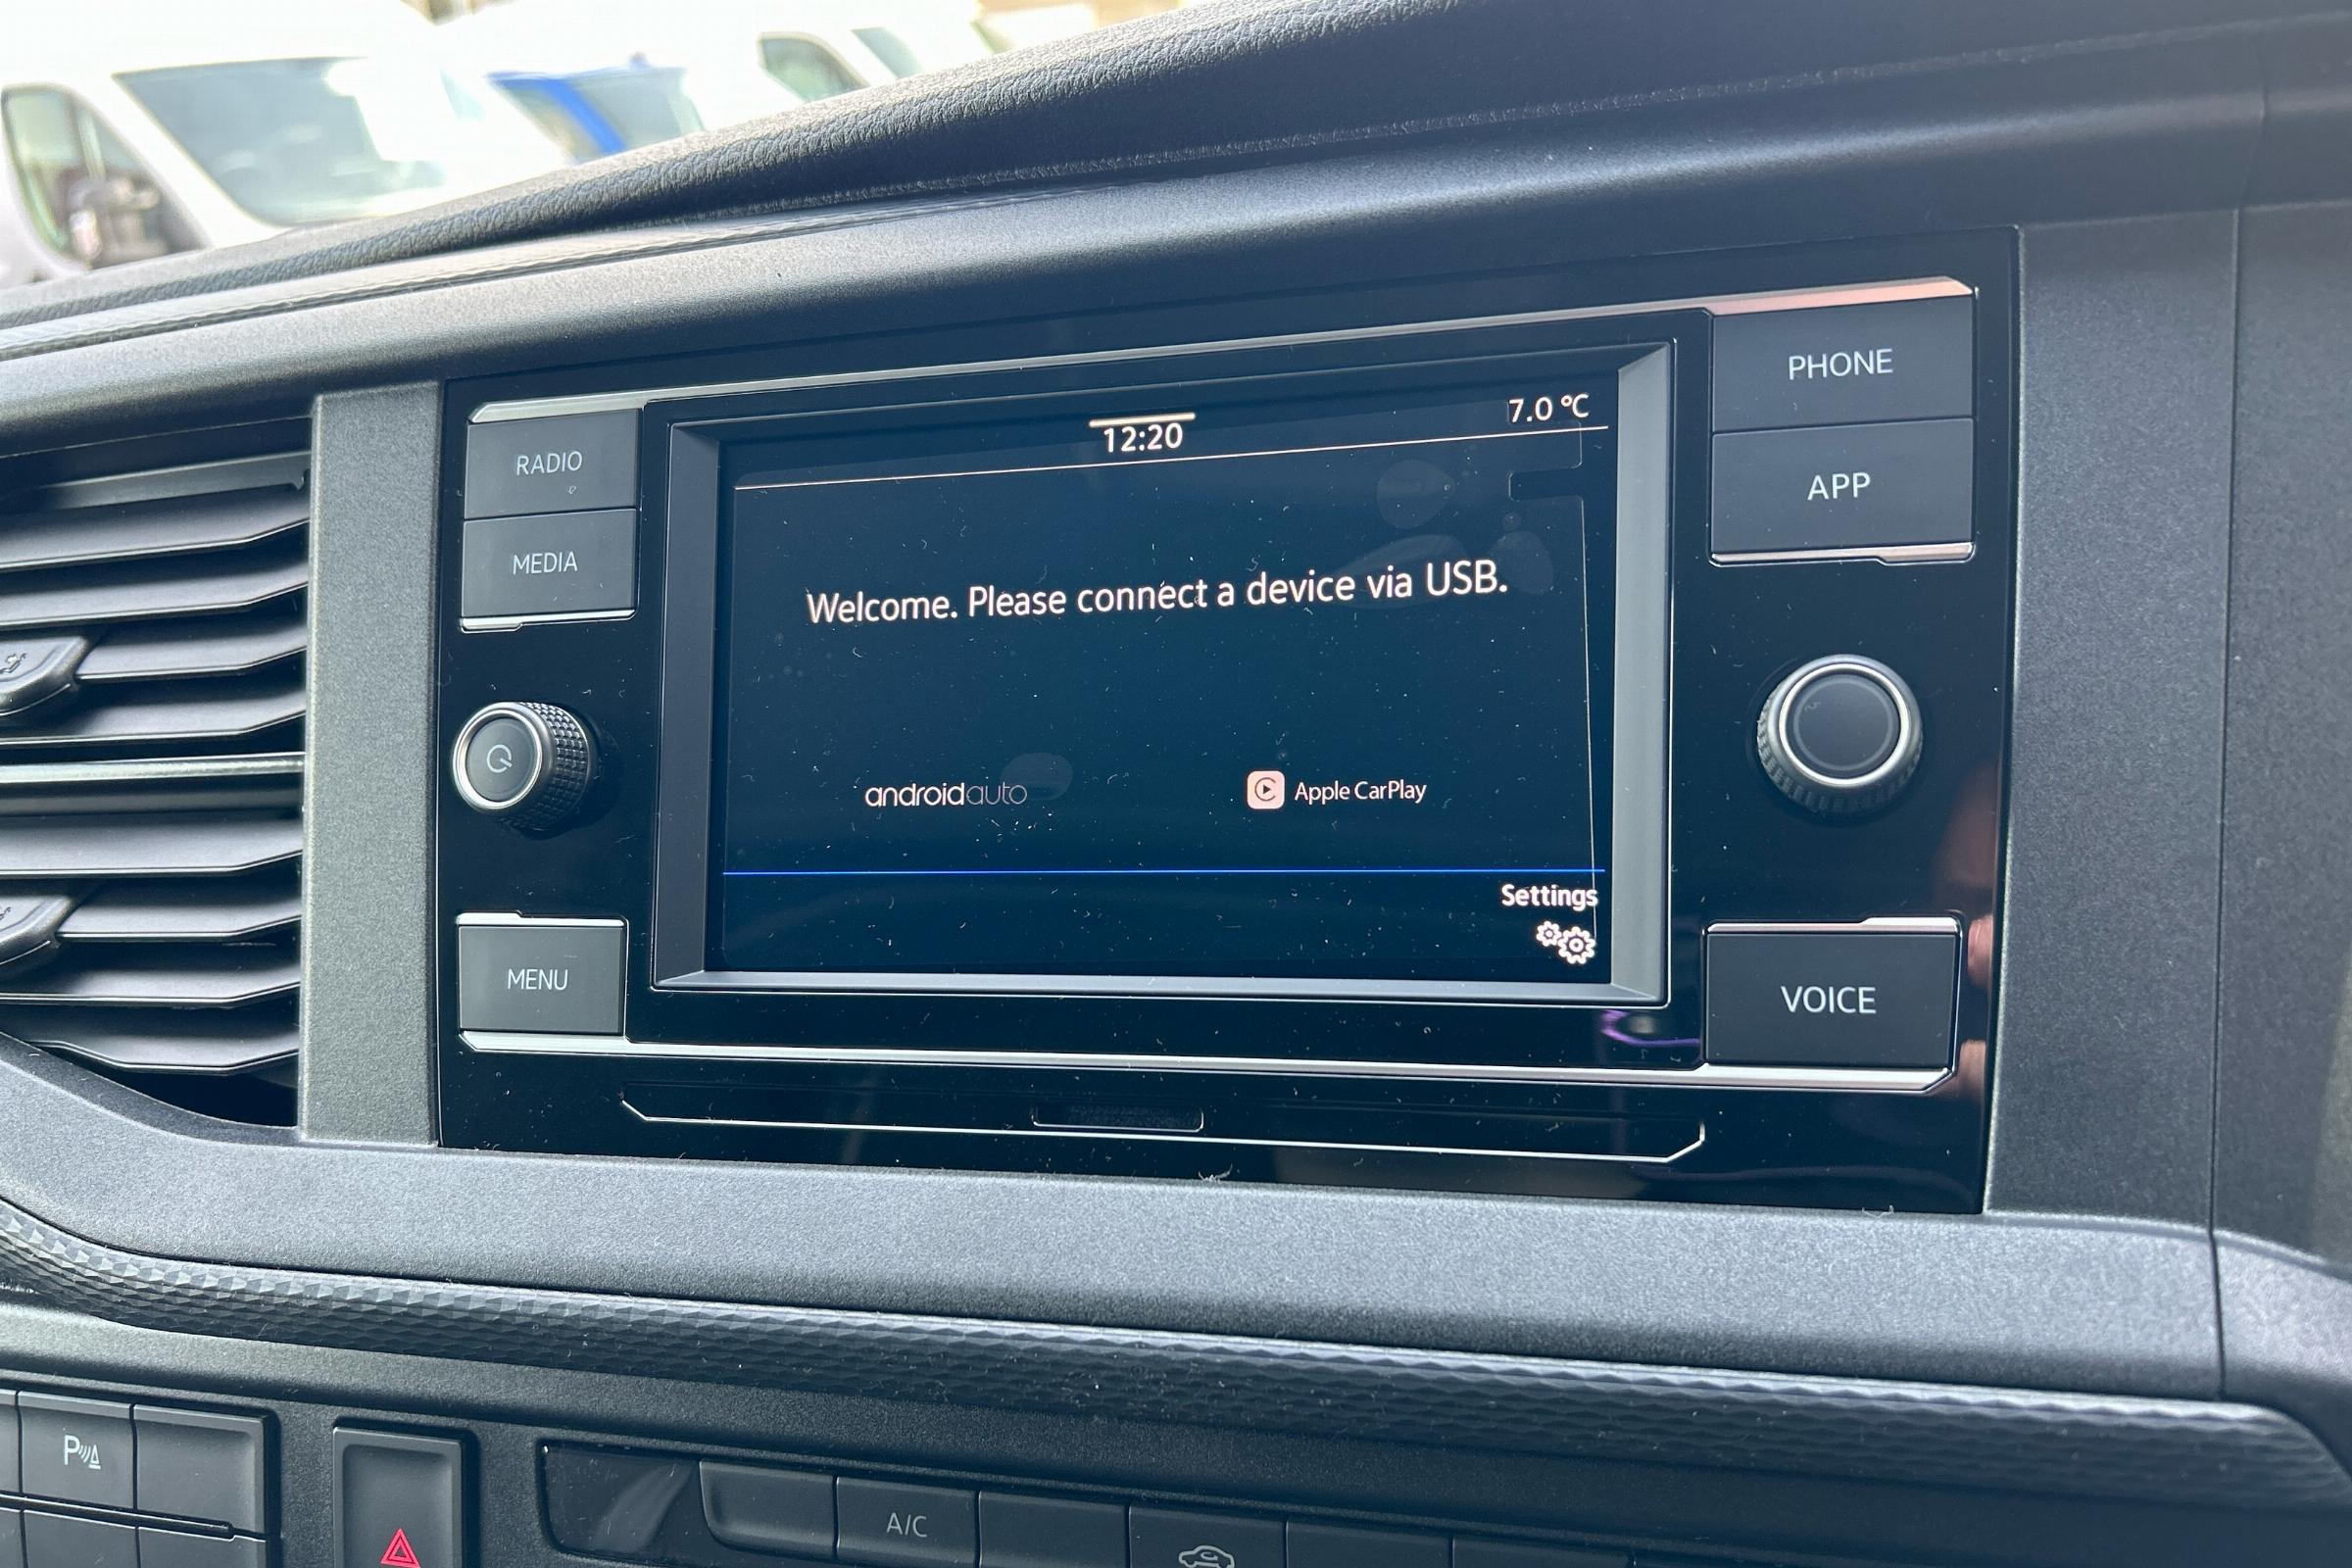 PHONE
7.0 °C
12:20
RADIO
APP
MEDIA
Welcome. Please connect a device via USB.
androidauto
Apple CarPlay
Settings
MENU
VOICE
P
A/C